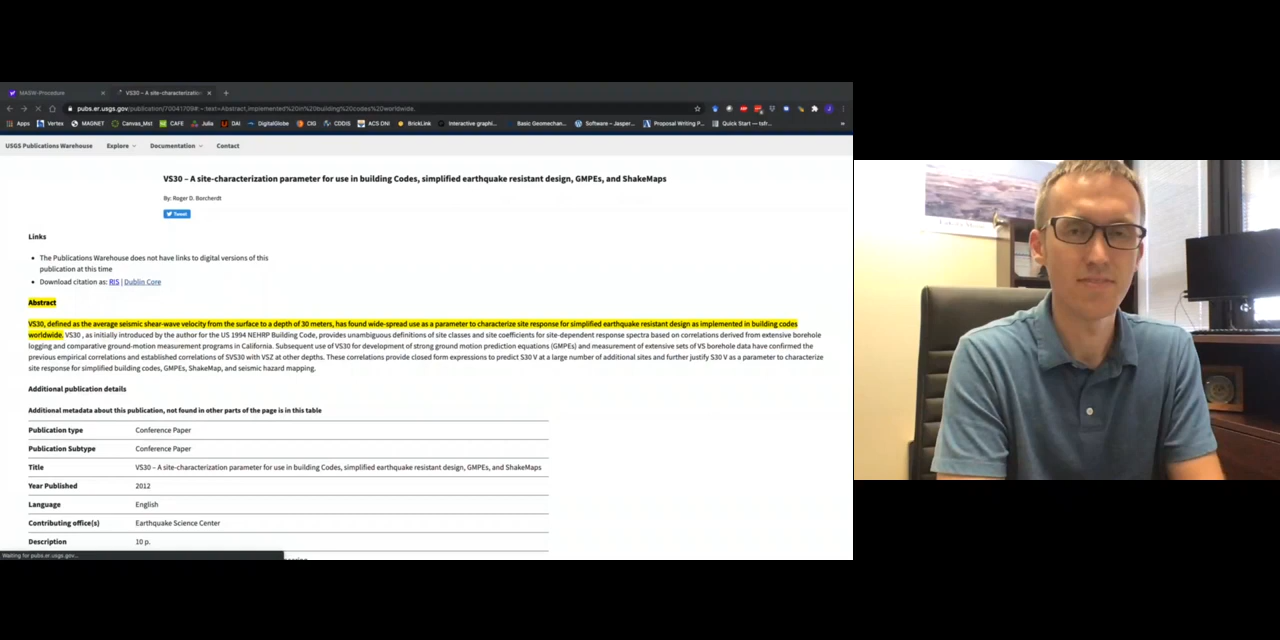 MASW-Procedure
VS30 – A site-characterization
pubs.er.usgs.gov/publication/70041709#:~:text=Abstract,implemented%20in%20building%20codes%20worldwide.
Apps Vertex MAGNET Canvas_Mst CAFE Julia DAI DigitalGlobe CIG CDDIS ACS DNI BrickLink Interactive graphi... Basic Geomechan... Software – Jasper... Proposal Writing P... Quick Start — tsfr... »
USGS Publications Warehouse Explore Documentation Contact
VS30 – A site-characterization parameter for use in building Codes, simplified earthquake resistant design, GMPEs, and ShakeMaps
By: Roger D. Borcherdt
Tweet
Links
• The Publications Warehouse does not have links to digital versions of this
publication at this time
• Download citation as: RIS | Dublin Core
Abstract
VS30, defined as the average seismic shear-wave velocity from the surface to a depth of 30 meters, has found wide-spread use as a parameter to characterize site response for simplified earthquake resistant design as implemented in building codes
worldwide. VS30 , as initially introduced by the author for the US 1994 NEHRP Building Code, provides unambiguous definitions of site classes and site coefficients for site-dependent response spectra based on correlations derived from extensive borehole
logging and comparative ground-motion measurement programs in California. Subsequent use of VS30 for development of strong ground motion prediction equations (GMPEs) and measurement of extensive sets of VS borehole data have confirmed the
previous empirical correlations and established correlations of SVS30 with VSZ at other depths. These correlations provide closed form expressions to predict S30 V at a large number of additional sites and further justify S30 V as a parameter to characterize
site response for simplified building codes, GMPEs, ShakeMap, and seismic hazard mapping.
Additional publication details
Additional metadata about this publication, not found in other parts of the page is in this table
Publication type Conference Paper
Publication Subtype Conference Paper
Title VS30 – A site-characterization parameter for use in building Codes, simplified earthquake resistant design, GMPEs, and ShakeMaps
Year Published 2012
Language English
Contributing office(s) Earthquake Science Center
Description 10 p.
Waiting for pubs.er.usgs.gov...